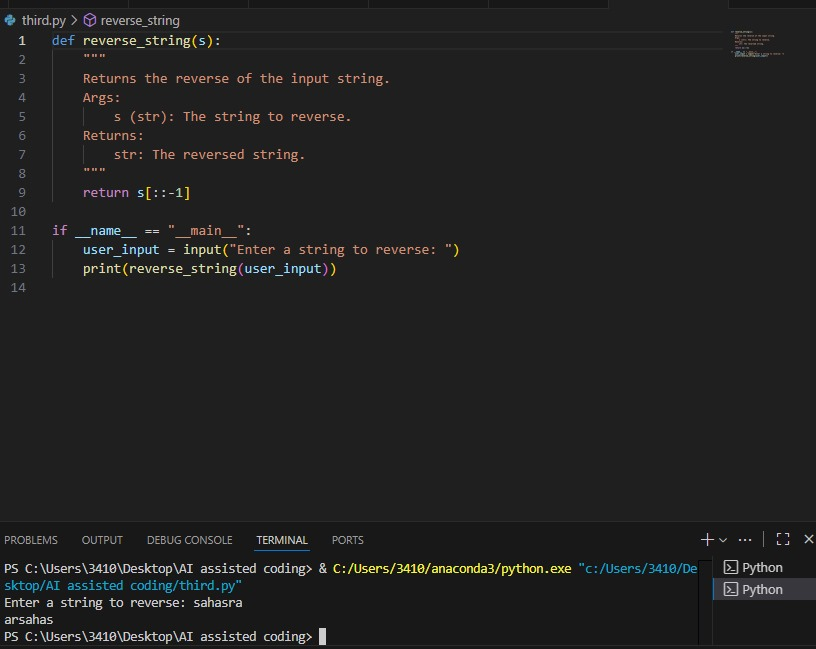 third.py > reverse_string
1 def reverse_string(s):
2     """
3     Returns the reverse of the input string.
4     Args:
5         s (str): The string to reverse.
6     Returns:
7         str: The reversed string.
8     """
9     return s[::-1]
10
11 if __name__ == "__main__":
12     user_input = input("Enter a string to reverse: ")
13     print(reverse_string(user_input))
14
PROBLEMS OUTPUT DEBUG CONSOLE TERMINAL PORTS
PS C:\Users\3410\Desktop\AI assisted coding> & C:/Users/3410/anaconda3/python.exe "c:/Users/3410/De
sktop/AI assisted coding/third.py"
Enter a string to reverse: sahasra
arsahas
PS C:\Users\3410\Desktop\AI assisted coding>
Python
Python